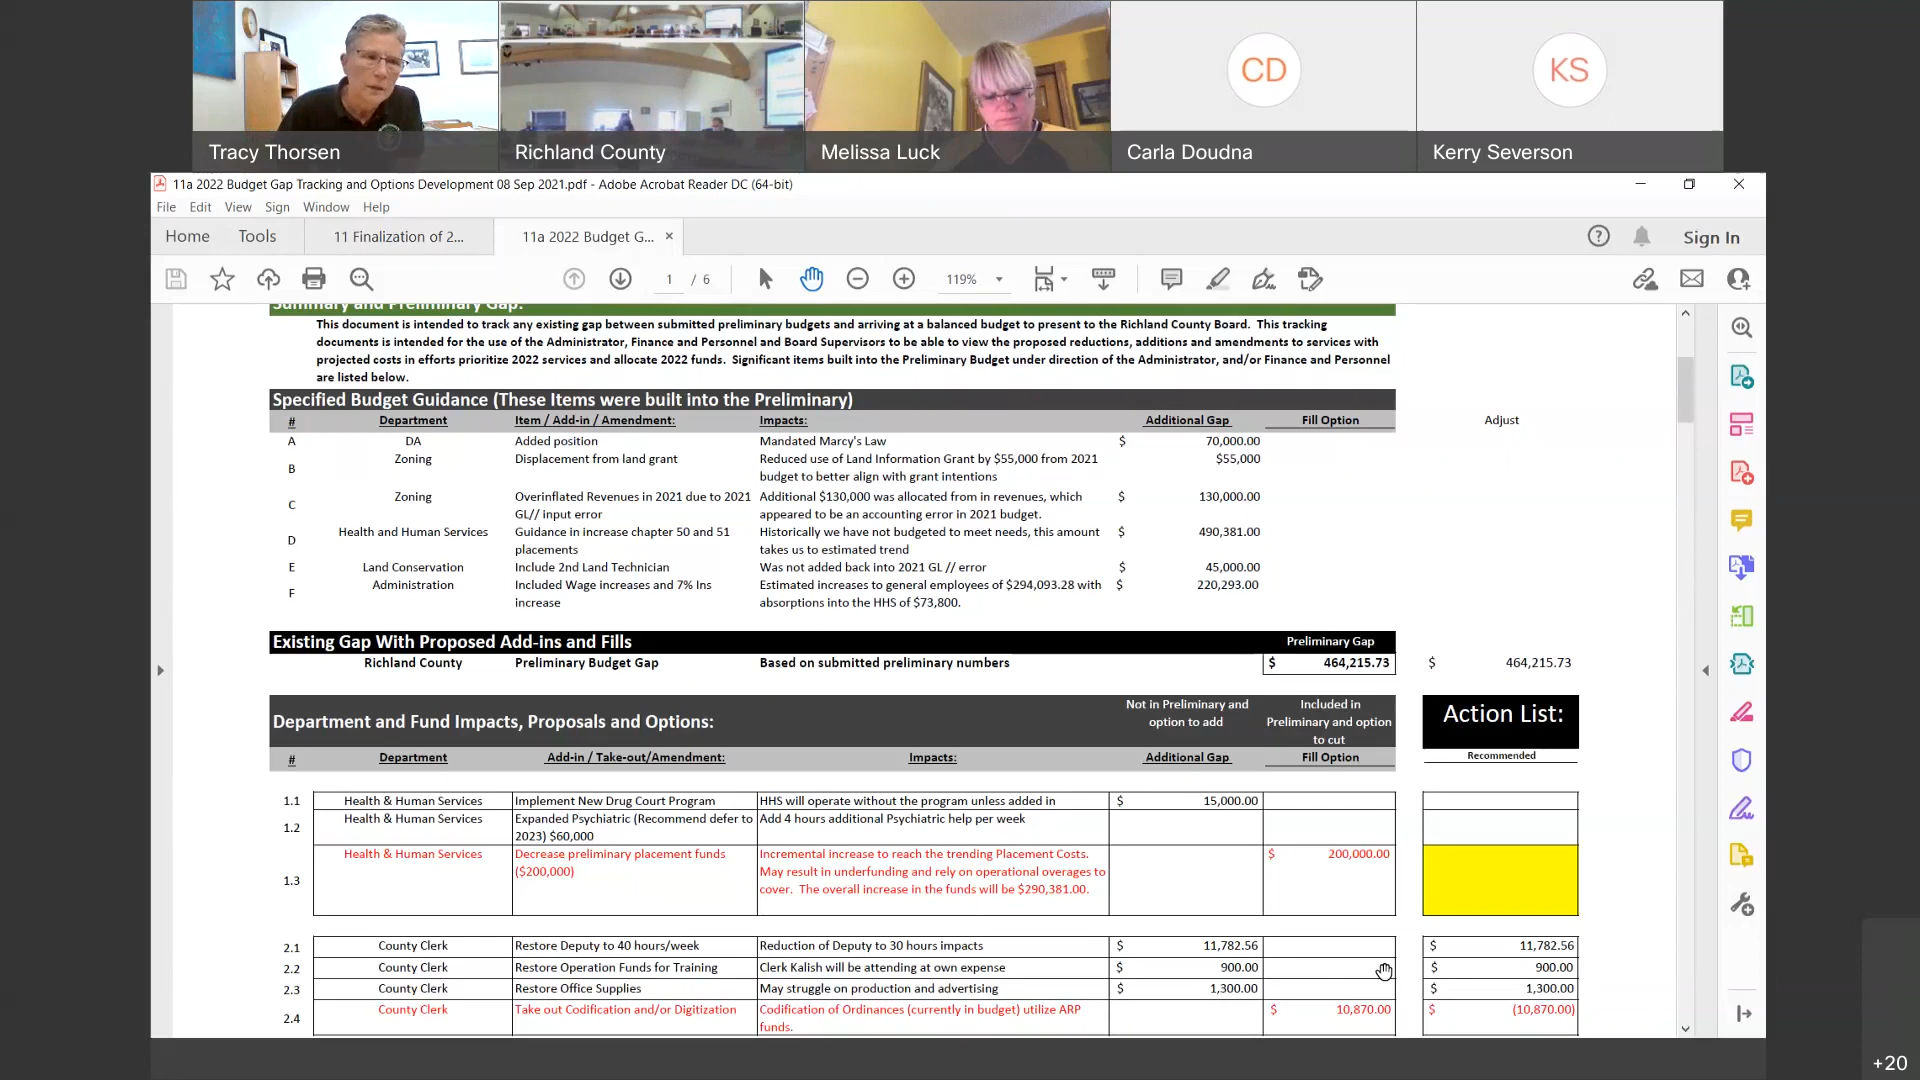 CD
KS
Tracy Thorsen
Richland County
Melissa Luck
Carla Doudna
Kerry Severson
11a 2022 Budget Gap Tracking and Options Development 08 Sep 2021.pdf - Adobe Acrobat Reader DC (64-bit)
File Edit View Sign Window Help
Home Tools 11 Finalization of 2... 11a 2022 Budget G... × Sign In
1 / 6 119%
Summary and Preliminary Gap:
This document is intended to track any existing gap between submitted preliminary budgets and arriving at a balanced budget to present to the Richland County Board. This tracking
documents is intended for the use of the Administrator, Finance and Personnel and Board Supervisors to be able to view the proposed reductions, additions and amendments to services with
projected costs in efforts prioritize 2022 services and allocate 2022 funds. Significant items built into the Preliminary Budget under direction of the Administrator, and/or Finance and Personnel
are listed below.
Specified Budget Guidance (These Items were built into the Preliminary)
# Department Item / Add-in / Amendment: Impacts: Additional Gap Fill Option Adjust
A DA Added position Mandated Marcy's Law $ 70,000.00
B Zoning Displacement from land grant Reduced use of Land Information Grant by $55,000 from 2021 $55,000
budget to better align with grant intentions
C Zoning Overinflated Revenues in 2021 due to 2021 Additional $130,000 was allocated from in revenues, which $ 130,000.00
GL// input error appeared to be an accounting error in 2021 budget.
D Health and Human Services Guidance in increase chapter 50 and 51 Historically we have not budgeted to meet needs, this amount $ 490,381.00
placements takes us to estimated trend
E Land Conservation Include 2nd Land Technician Was not added back into 2021 GL // error $ 45,000.00
F Administration Included Wage increases and 7% Ins Estimated increases to general employees of $294,093.28 with $ 220,293.00
increase absorptions into the HHS of $73,800.
Existing Gap With Proposed Add-ins and Fills Preliminary Gap
Richland County Preliminary Budget Gap Based on submitted preliminary numbers $ 464,215.73 $ 464,215.73
Department and Fund Impacts, Proposals and Options:
Not in Preliminary and option to add
Included in Preliminary and option to cut
Action List:
# Department Add-in / Take-out/Amendment: Impacts: Additional Gap Fill Option Recommended
1.1 Health & Human Services Implement New Drug Court Program HHS will operate without the program unless added in $ 15,000.00
1.2 Health & Human Services Expanded Psychiatric (Recommend defer to Add 4 hours additional Psychiatric help per week
2023) $60,000
1.3 Health & Human Services Decrease preliminary placement funds Incremental increase to reach the trending Placement Costs. $ 200,000.00
($200,000) May result in underfunding and rely on operational overages to
cover. The overall increase in the funds will be $290,381.00.
2.1 County Clerk Restore Deputy to 40 hours/week Reduction of Deputy to 30 hours impacts $ 11,782.56 $ 11,782.56
2.2 County Clerk Restore Operation Funds for Training Clerk Kalish will be attending at own expense $ 900.00 $ 900.00
2.3 County Clerk Restore Office Supplies May struggle on production and advertising $ 1,300.00 $ 1,300.00
2.4 County Clerk Take out Codification and/or Digitization Codification of Ordinances (currently in budget) utilize ARP $ 10,870.00 $ (10,870.00)
funds.
+20